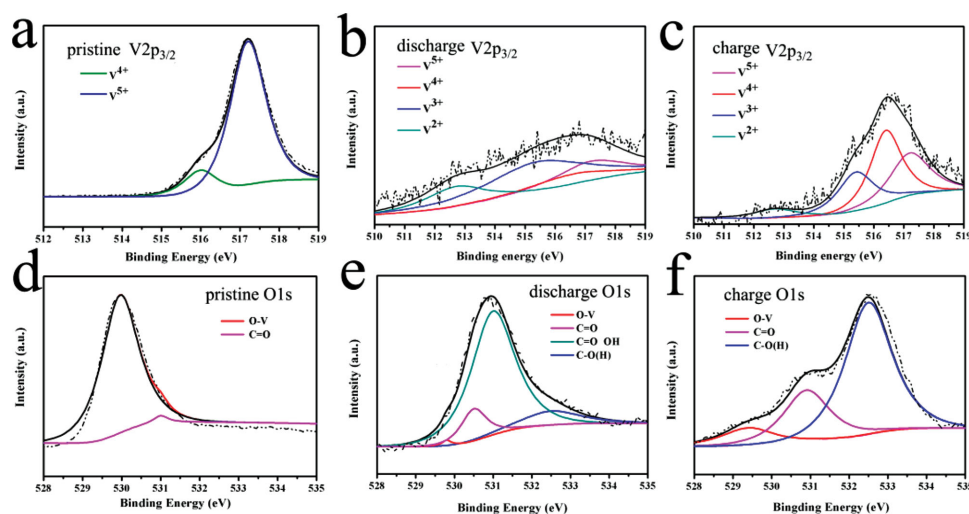 a
pristine V2p3/2
V4+
V5+
Intensity (a.u.)
512 513 514 515 516 517 518 519
Binding Energy (eV)
b
discharge V2p3/2
V5+
V4+
V3+
V2+
Intensity (a.u.)
510 511 512 513 514 515 516 517 518 519
Binding energy (eV)
c
charge V2p3/2
V5+
V4+
V3+
V2+
Intensity (a.u.)
510 511 512 513 514 515 516 517 518 519
Binding energy (eV)
d
pristine O1s
O-V
C=O
Intensity (a.u.)
528 529 530 531 532 533 534 535
Binding Energy (eV)
e
discharge O1s
O-V
C=O
C=O OH
C-O(H)
Intensity (a.u.)
528 529 530 531 532 533 534 535
Binding Energy (eV)
f
charge O1s
O-V
C=O
C-O(H)
Intensity (a.u.)
528 529 530 531 532 533 534 535
Bingding Energy (eV)